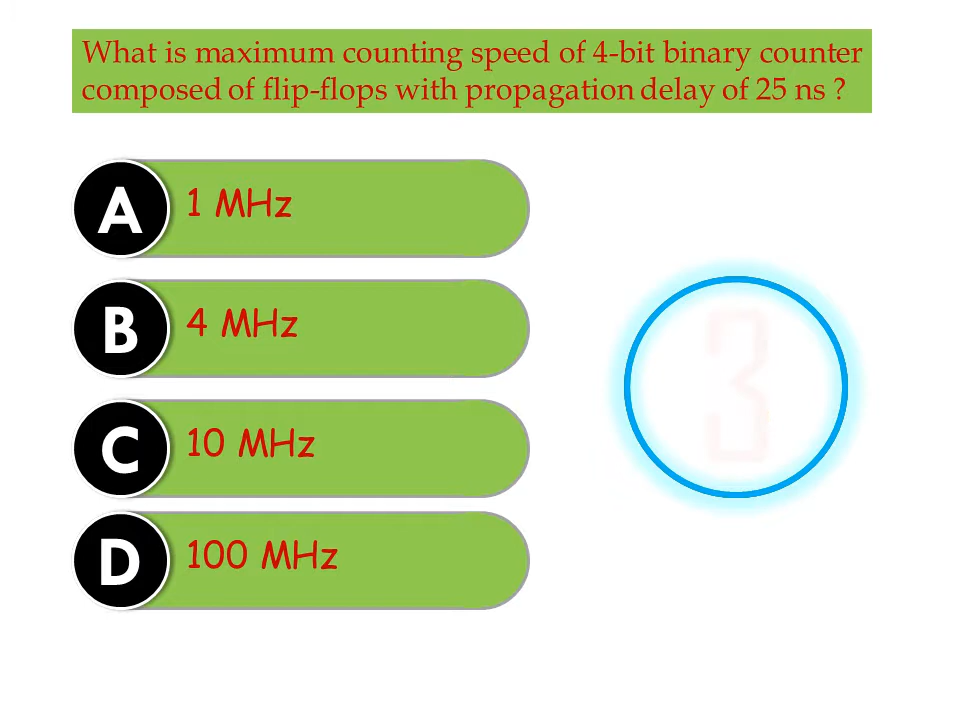 What is maximum counting speed of 4-bit binary counter
composed of flip-flops with propagation delay of 25 ns ?
A 1 MHz
B 4 MHz
C 10 MHz
D 100 MHz
3